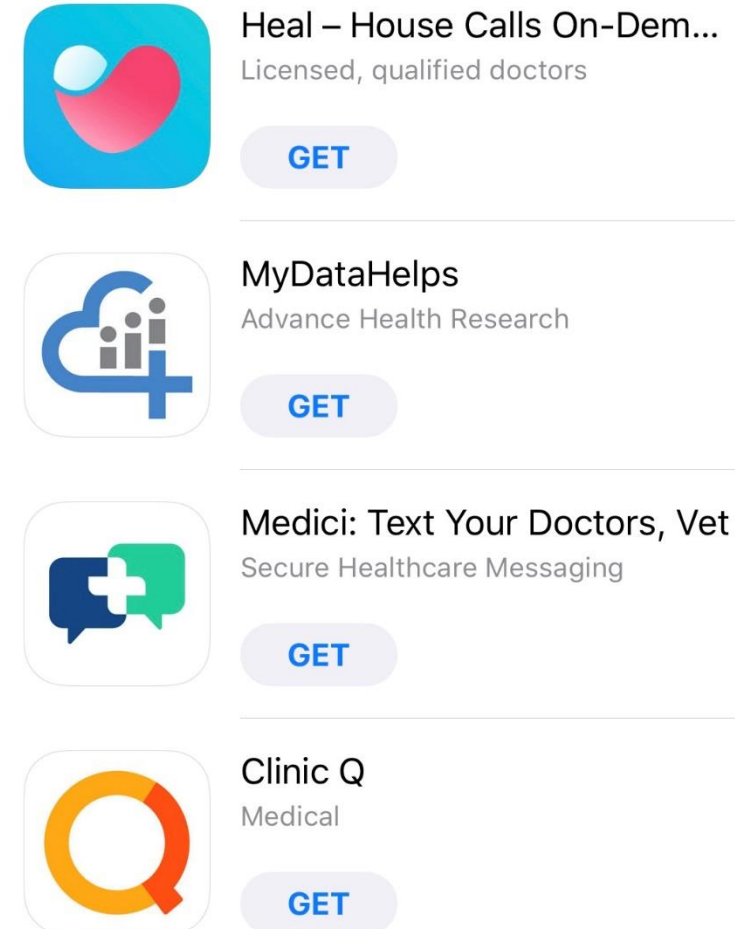 Heal – House Calls On-Dem...
Licensed, qualified doctors
GET
MyDataHelps
Advance Health Research
GET
Medici: Text Your Doctors, Vet
Secure Healthcare Messaging
GET
Clinic Q
Medical
GET